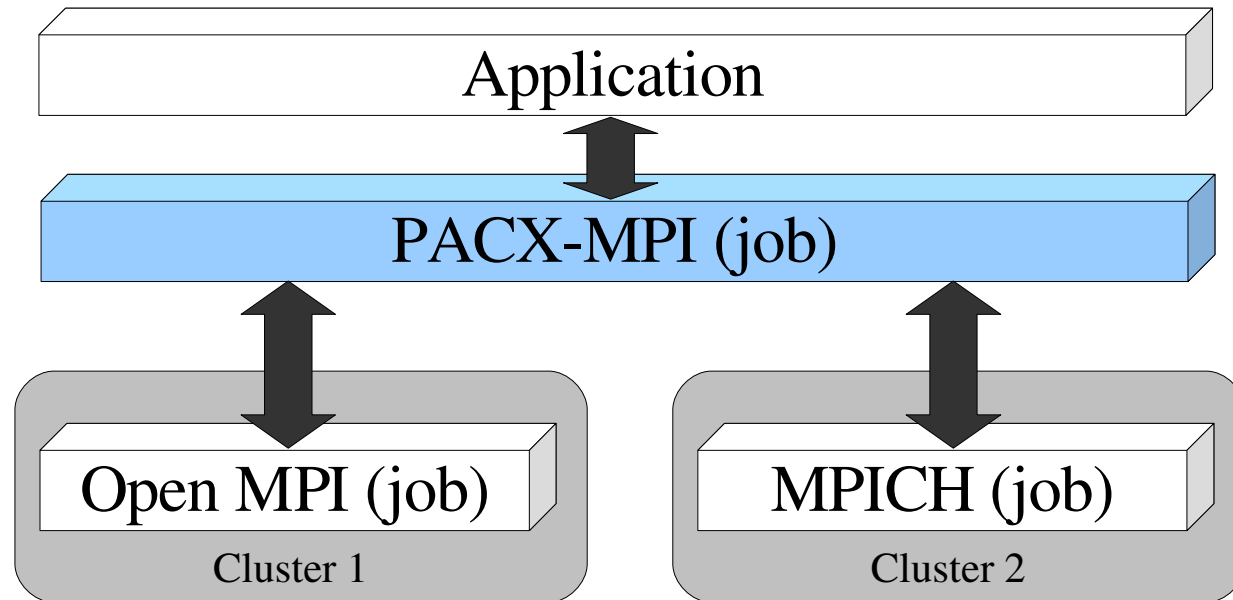 Application
PACX-MPI (job)
Open MPI (job)
MPICH (job)
Cluster 1
Cluster 2